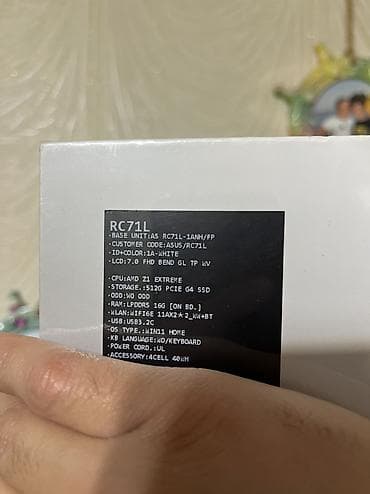 RC71L
·BASE UNIT:AS RC71L-1ANH/FP
·CUSTOMER CODE:ASUS/RC71L
·ID+COLOR:1A-WHITE
·LCD:7.0 FHD BEND GL TP WV
·CPU:AMD Z1 EXTREME
·STORAGE.:512G PCIE G4 SSD
·ODD:WO ODD
·RAM:LPDDR5 16G [ON BD.]
·WLAN:WIFI6E 11AX2*2_WW+BT
·USB:USB3.2C
·OS TYPE.:WIN11 HOME
·KB LANGUAGE:WO/KEYBOARD
·POWER CORD.:UL
·ACCESSORY:4CELL 40WH